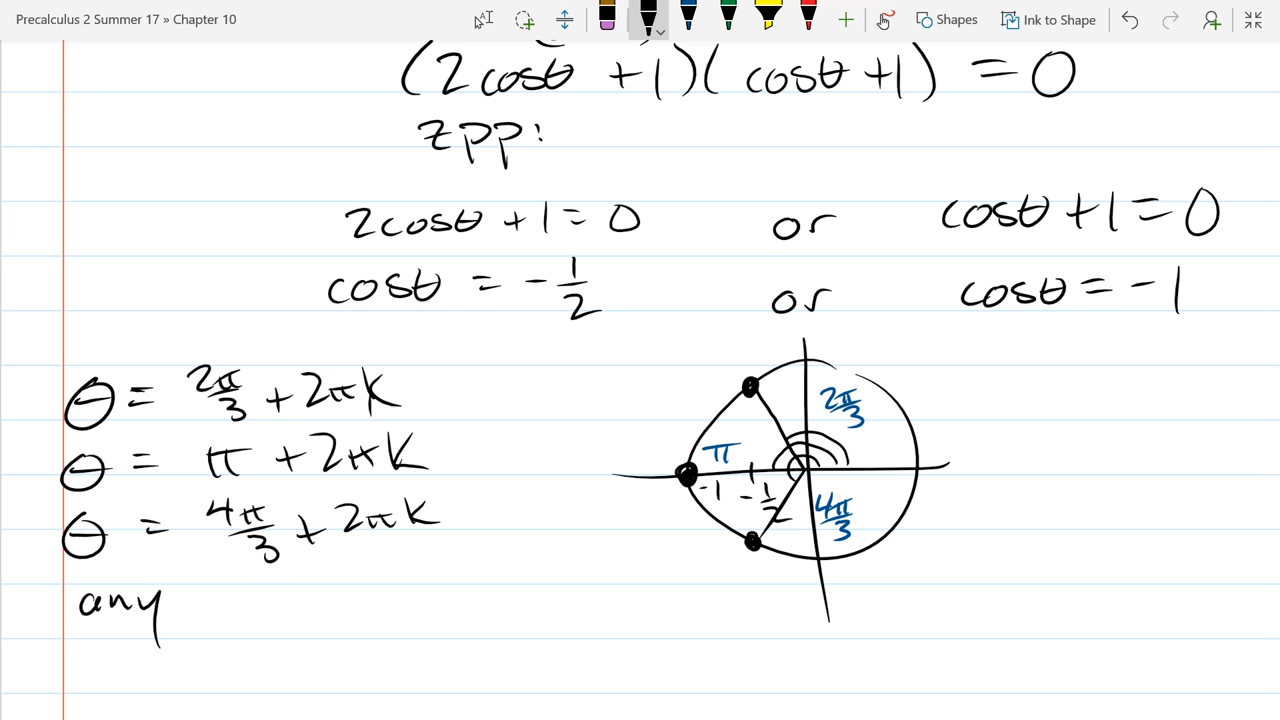 Precalculus 2 Summer 17 » Chapter 10
Shapes
Ink to Shape
(2cosθ + 1)(cosθ + 1) = 0
ZPP:
2cosθ + 1 = 0 or cosθ + 1 = 0
cosθ = -1/2 or cosθ = -1
θ = 2π/3 + 2πK
θ = π + 2πK
θ = 4π/3 + 2πK
any
2π/3
π
-1 -1/2
4π/3